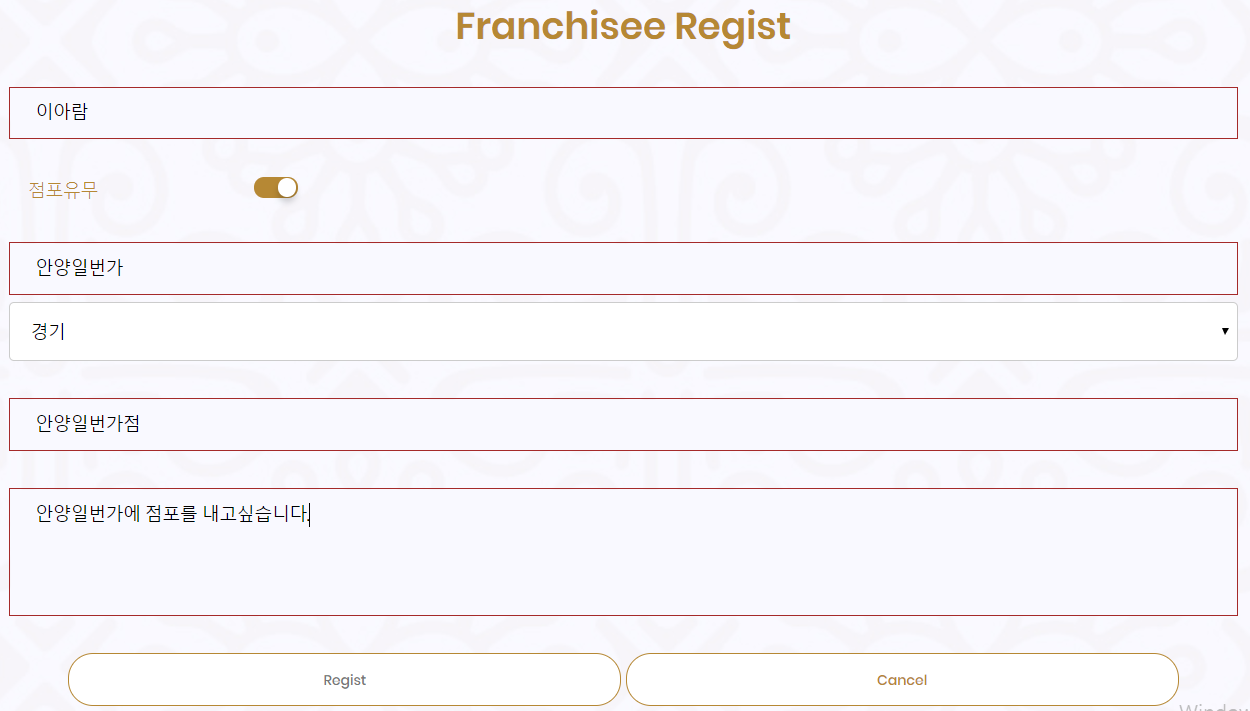 Franchisee Regist
이아람
점포유무
안양일번가
경기
안양일번가점
안양일번가에 점포를 내고싶습니다.
Regist Cancel